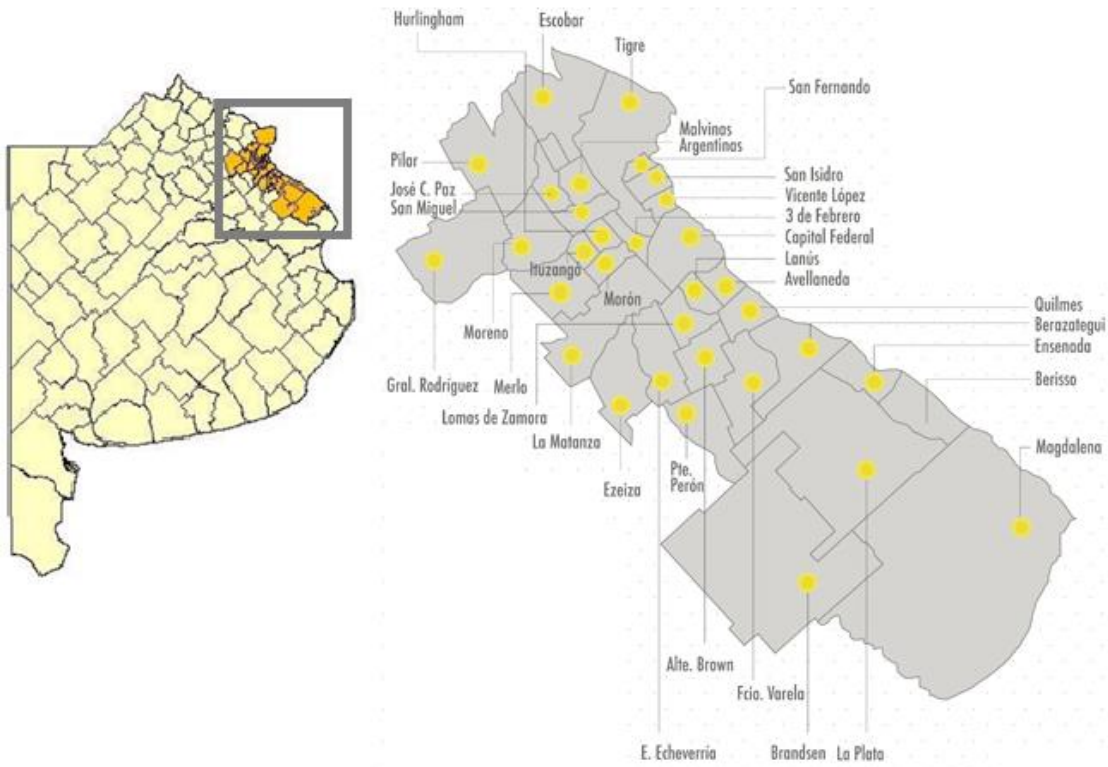 Hurlingham
Escobar
Tigre
San Fernando
Malvinas
Argentinas
Pilar
San Isidro
José C. Paz
Vicente López
San Miguel
3 de Febrero
Capital Federal
Lanús
Ituzangó
Avellaneda
Morón
Quilmes
Moreno
Berazategui
Ensenada
Gral. Rodriguez
Merlo
Berisso
Lomas de Zamora
La Matanza
Magdalena
Pte.
Perón
Ezeiza
Alte. Brown
Fcio. Varela
E. Echeverría
Brandsen
La Plata